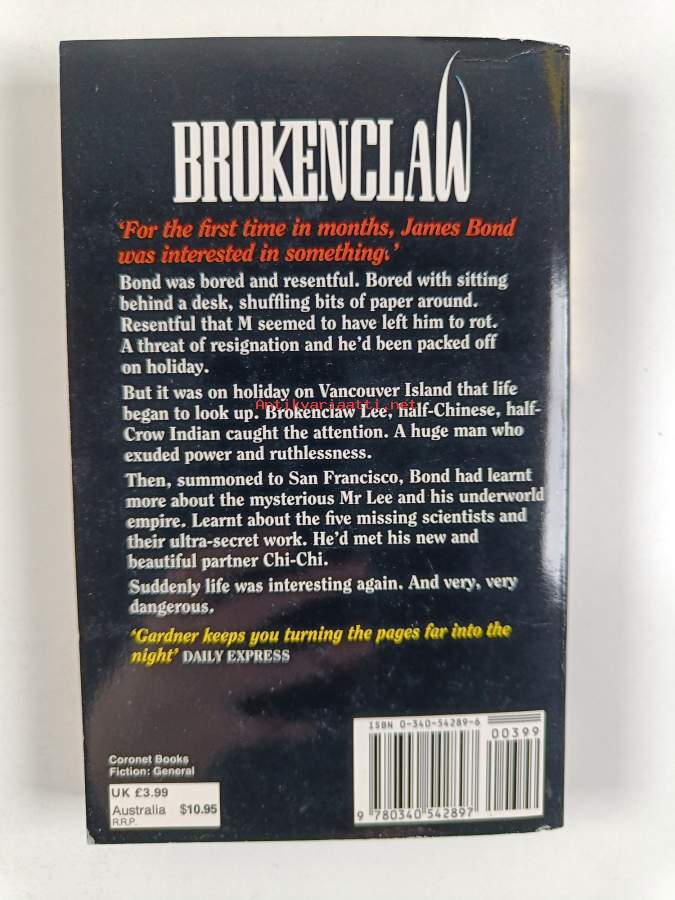 BROKENCLAW
‘For the first time in months, James Bond
was interested in something.’
Bond was bored and resentful. Bored with sitting
behind a desk, shuffling bits of paper around.
Resentful that M seemed to have left him to rot.
A threat of resignation and he’d been packed off
on holiday.
But it was on holiday on Vancouver Island that life
began to look up. Brokenclaw Lee, half-Chinese, half-
Antikvariaatti.net
Crow Indian caught the attention. A huge man who
exuded power and ruthlessness.
Then, summoned to San Francisco, Bond had learnt
more about the mysterious Mr Lee and his underworld
empire. Learnt about the five missing scientists and
their ultra-secret work. He’d met his new and
beautiful partner Chi-Chi.
Suddenly life was interesting again. And very, very
dangerous.
‘Gardner keeps you turning the pages far into the
night’ DAILY EXPRESS
ISBN 0-340-54289-6
00399
9 780340 542897
Coronet Books
Fiction: General
UK £3.99
Australia $10.95
R.R.P.